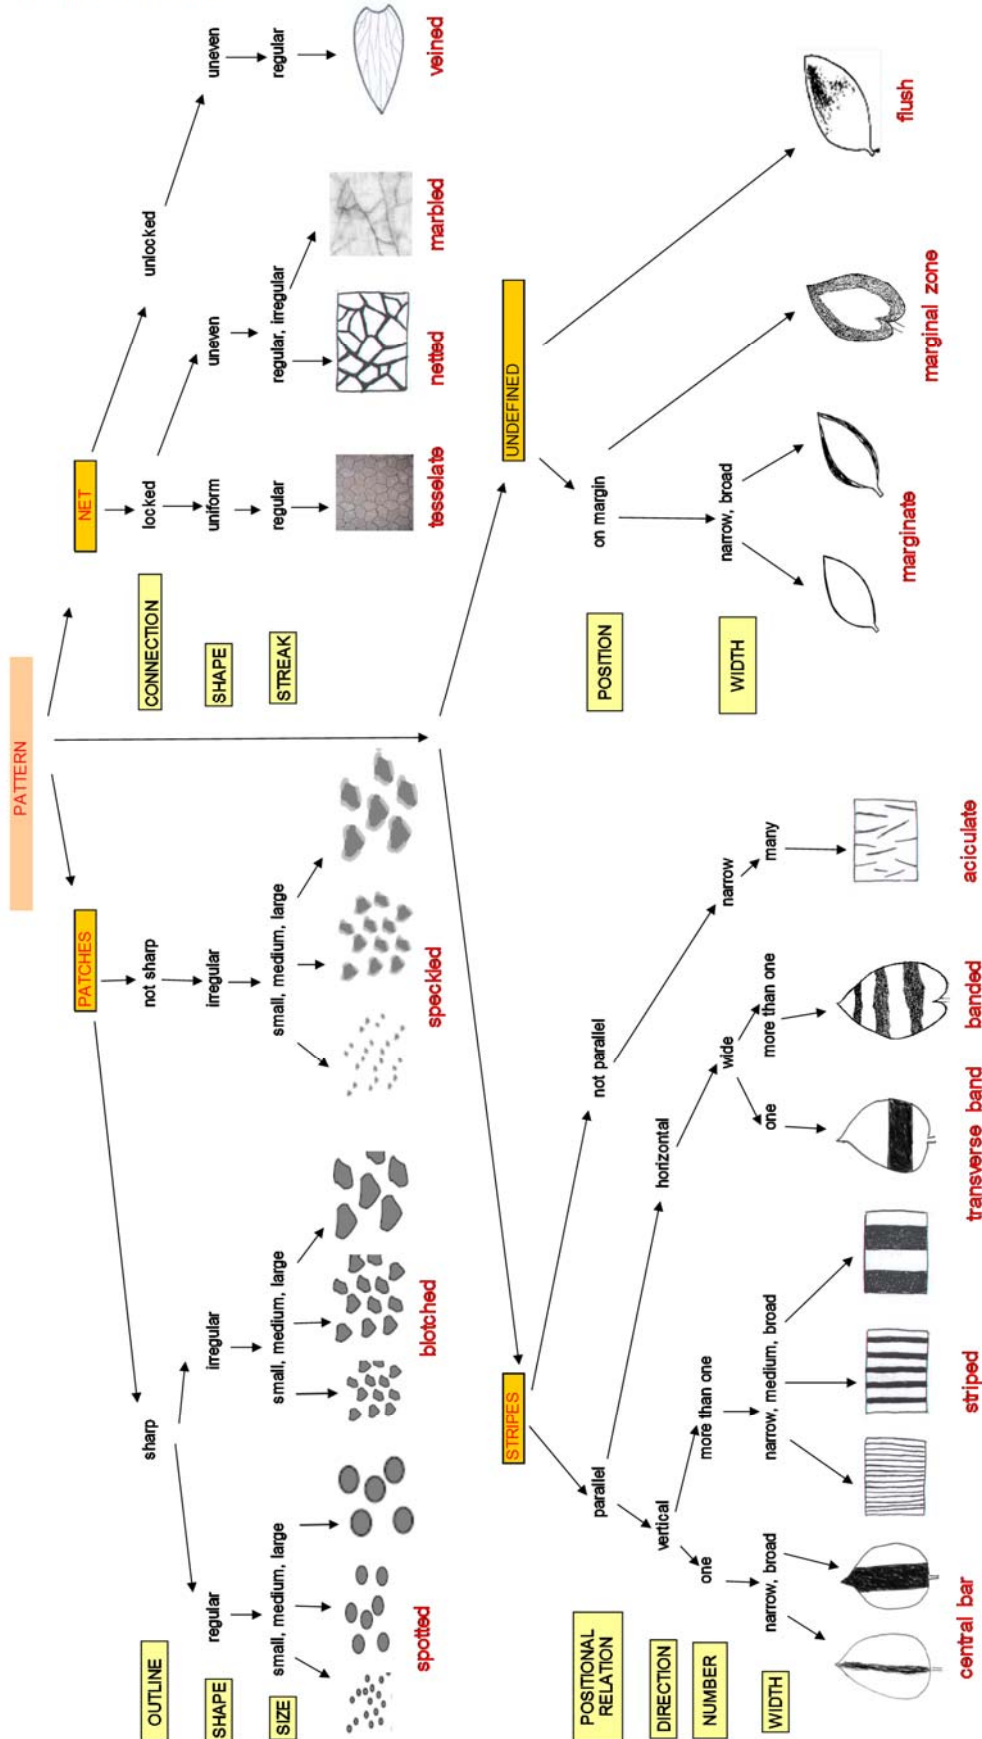 PATTERN
PATCHES
NET
OUTLINE
sharp
not sharp
CONNECTION
locked
unlocked
SHAPE
regular
irregular
irregular
SHAPE
uniform
uneven
uneven
SIZE
small, medium, large
small, medium, large
small, medium, large
STREAK
regular
regular, irregular
regular
spotted
blotched
speckled
tesselate
netted
marbled
veined
STRIPES
UNDEFINED
POSITIONAL
RELATION
parallel
not parallel
POSITION
on margin
DIRECTION
vertical
horizontal
NUMBER
one
more than one
wide
narrow
WIDTH
narrow, broad
WIDTH
narrow, broad
narrow, medium, broad
one
more than one
many
central bar
striped
transverse band
banded
aciculate
marginate
marginal zone
flush